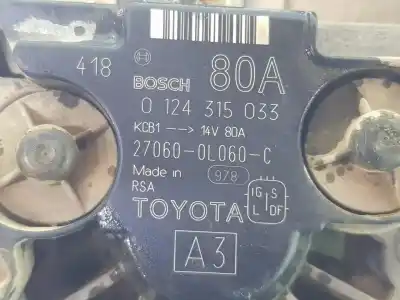 418
BOSCH 80A
0 124 315 033
KCB1 ---> 14V 80A
27060-0L060-C
Made in 978
RSA
IG S
L DF
TOYOTA
A3